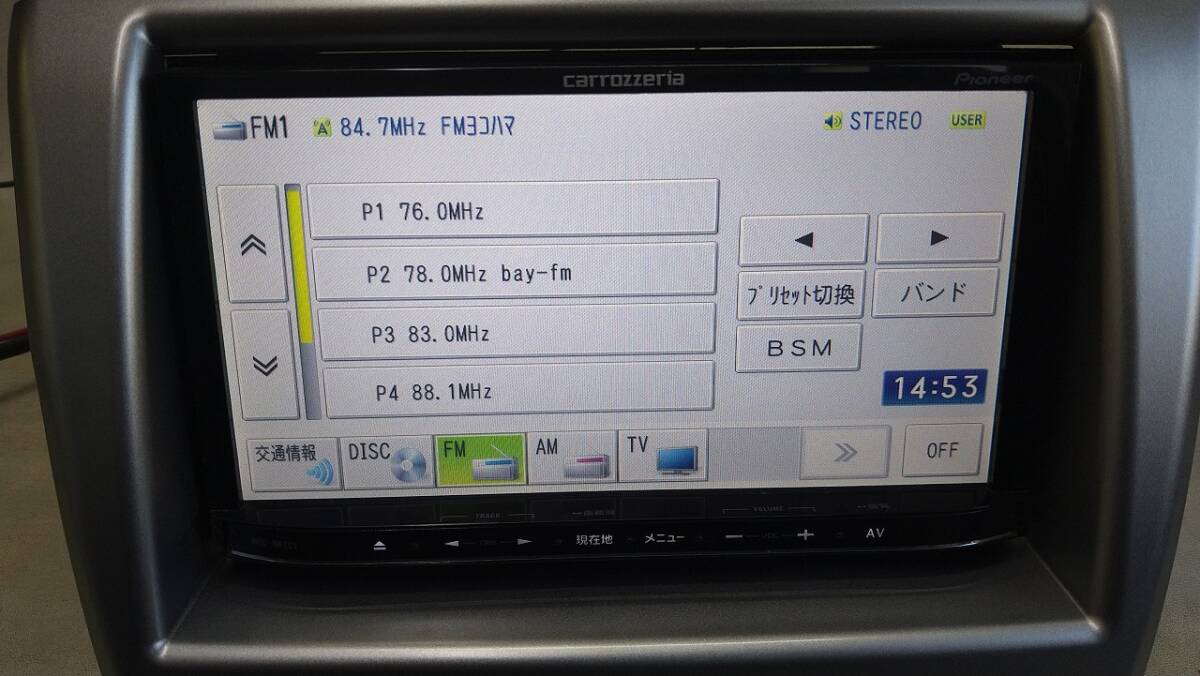 carrozzeria Pioneer
FM1 84.7MHz FMヨコハマ STEREO USER
P1 76.0MHz
P2 78.0MHz bay-fm
P3 83.0MHz
P4 88.1MHz
◀ ▶
プリセット切換 バンド
BSM
14:53
交通情報 DISC FM AM TV OFF
TRACK VOLUME
現在地 メニュー − + AV